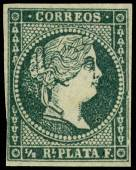 CORREOS
½ RL. PLATA F.